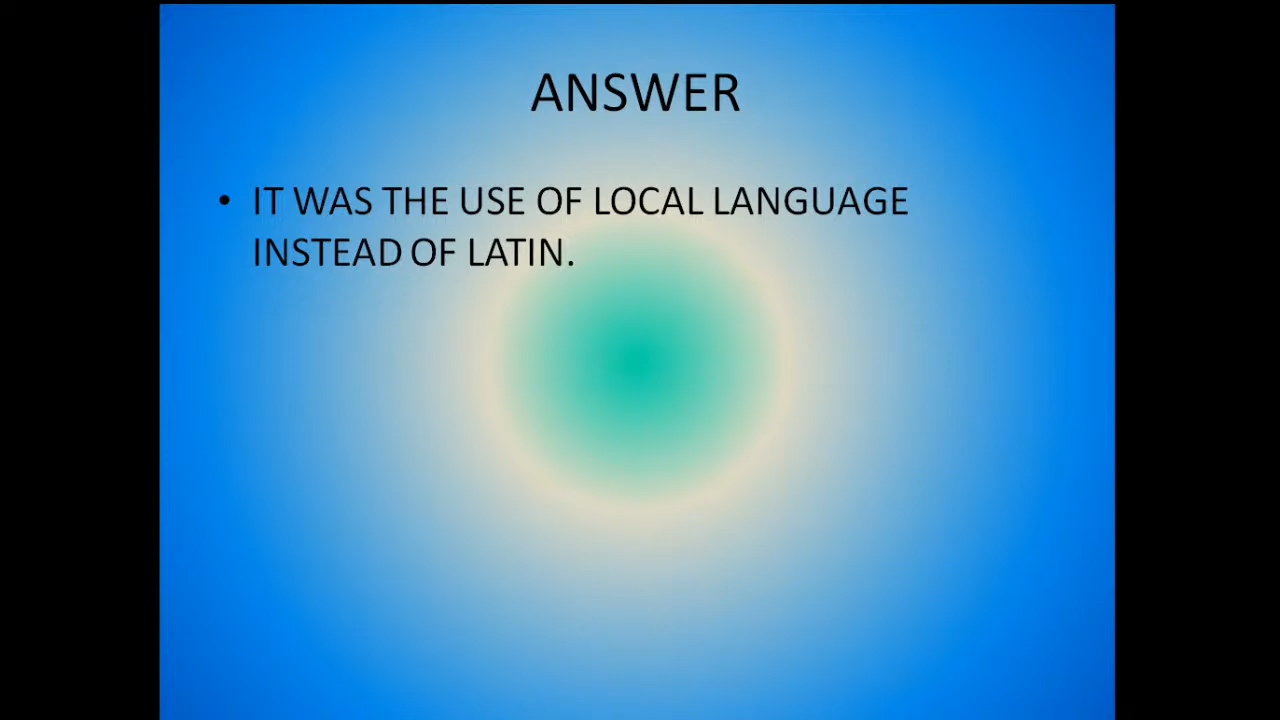 ANSWER
• IT WAS THE USE OF LOCAL LANGUAGE
INSTEAD OF LATIN.